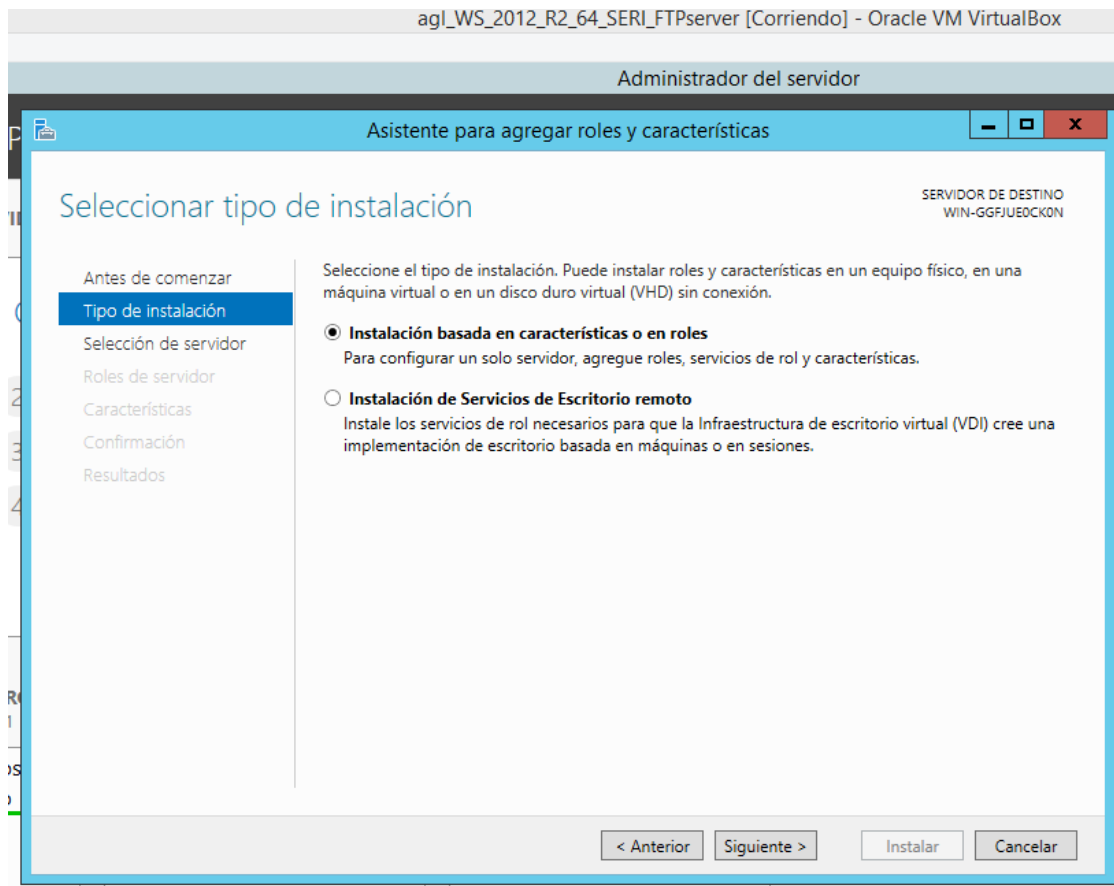 agl_WS_2012_R2_64_SERI_FTPserver [Corriendo] - Oracle VM VirtualBox
Administrador del servidor
Asistente para agregar roles y características
Seleccionar tipo de instalación
SERVIDOR DE DESTINO
WIN-GGFJUE0CK0N
Antes de comenzar
Tipo de instalación
Selección de servidor
Roles de servidor
Características
Confirmación
Resultados
Seleccione el tipo de instalación. Puede instalar roles y características en un equipo físico, en una
máquina virtual o en un disco duro virtual (VHD) sin conexión.
Instalación basada en características o en roles
Para configurar un solo servidor, agregue roles, servicios de rol y características.
Instalación de Servicios de Escritorio remoto
Instale los servicios de rol necesarios para que la Infraestructura de escritorio virtual (VDI) cree una
implementación de escritorio basada en máquinas o en sesiones.
2
3
4
< Anterior
Siguiente >
Instalar
Cancelar